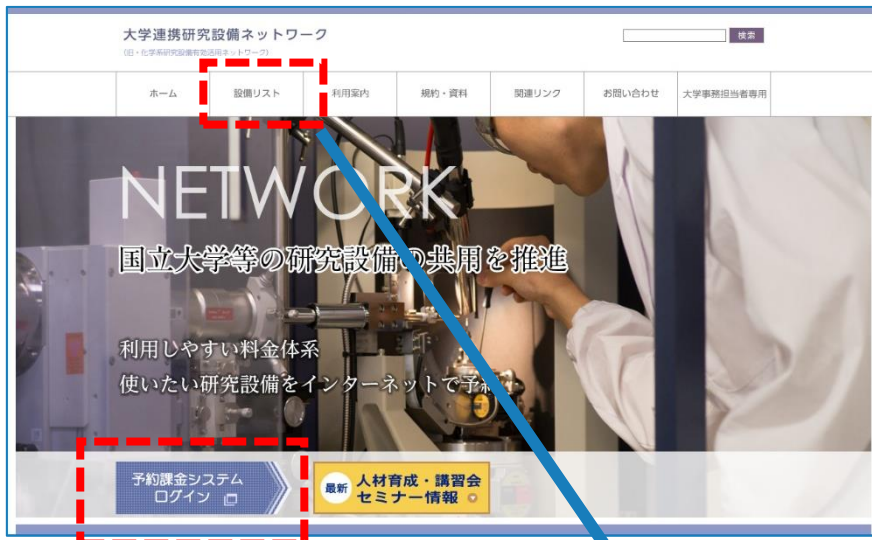 大学連携研究設備ネットワーク
(旧・化学系研究設備有効活用ネットワーク)
検索
ホーム
設備リスト
利用案内
規約・資料
関連リンク
お問い合わせ
大学事務担当者専用
NETWORK
国立大学等の研究設備の共用を推進
利用しやすい料金体系
使いたい研究設備をインターネットで予約
予約課金システム
ログイン
最新
人材育成・講習会
セミナー情報